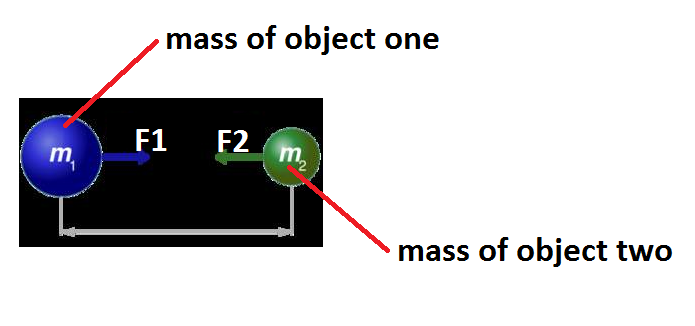 mass of object one
F1 F2
m1 m2
mass of object two